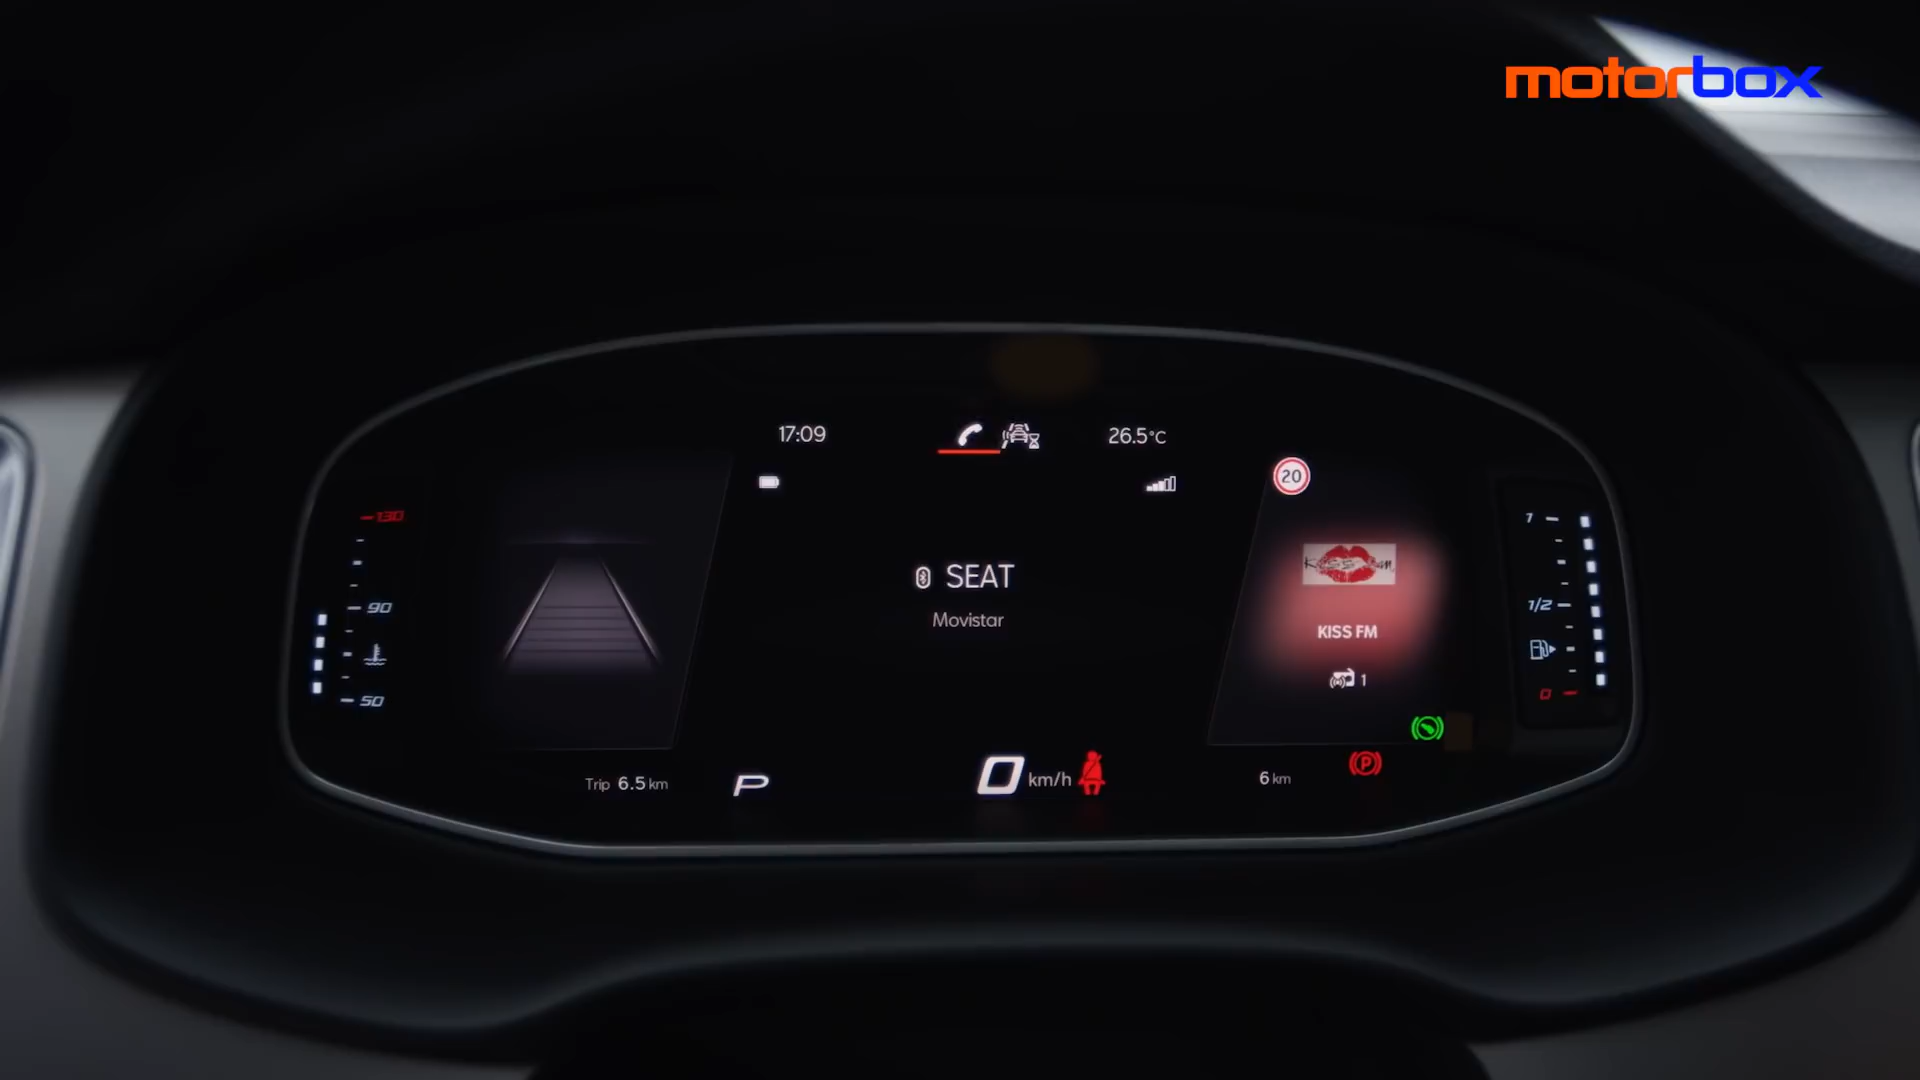 motorbox
17:09
26.5°C
20
130
90
50
SEAT
Movistar
KISS FM
1
1
1/2
0
Trip 6.5 km
P
0 km/h
6 km
P